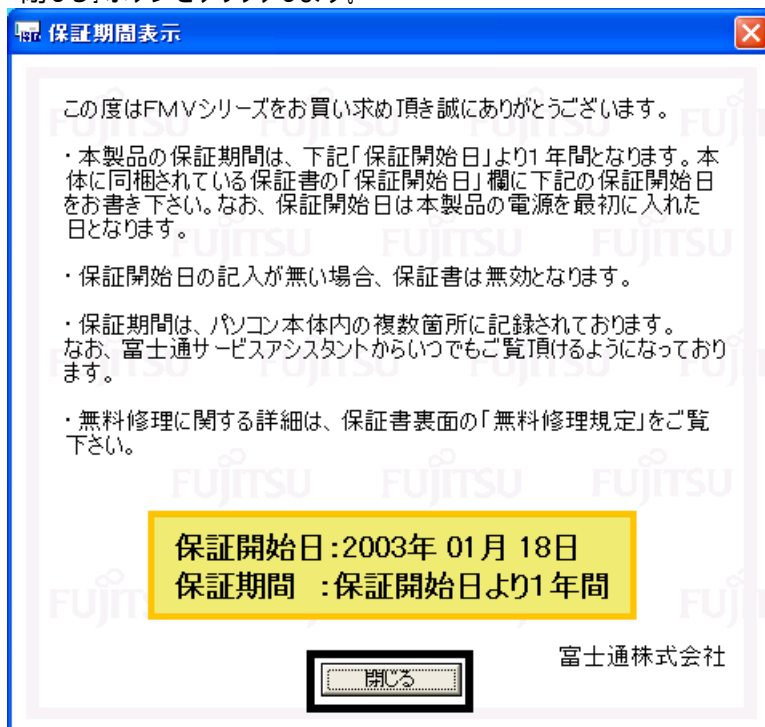 保証期間表示
この度はFMVシリーズをお買い求め頂き誠にありがとうございます。
・本製品の保証期間は、下記「保証開始日」より1年間となります。本
体に同梱されている保証書の「保証開始日」欄に下記の保証開始日
をお書き下さい。なお、保証開始日は本製品の電源を最初に入れた
日となります。
・保証開始日の記入が無い場合、保証書は無効となります。
・保証期間は、パソコン本体内の複数箇所に記録されております。
なお、富士通サービスアシスタントからいつでもご覧頂けるようになっており
ます。
・無料修理に関する詳細は、保証書裏面の「無料修理規定」をご覧
下さい。
FUJITSU FUJITSU FUJITSU
保証開始日:2003年 01月 18日
保証期間 :保証開始日より1年間
富士通株式会社
閉じる